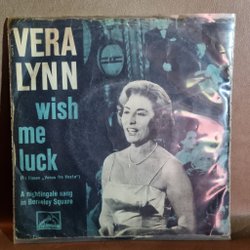 VERA
LYNN
wish
me
luck
A nightingale sang
in Berkeley Square